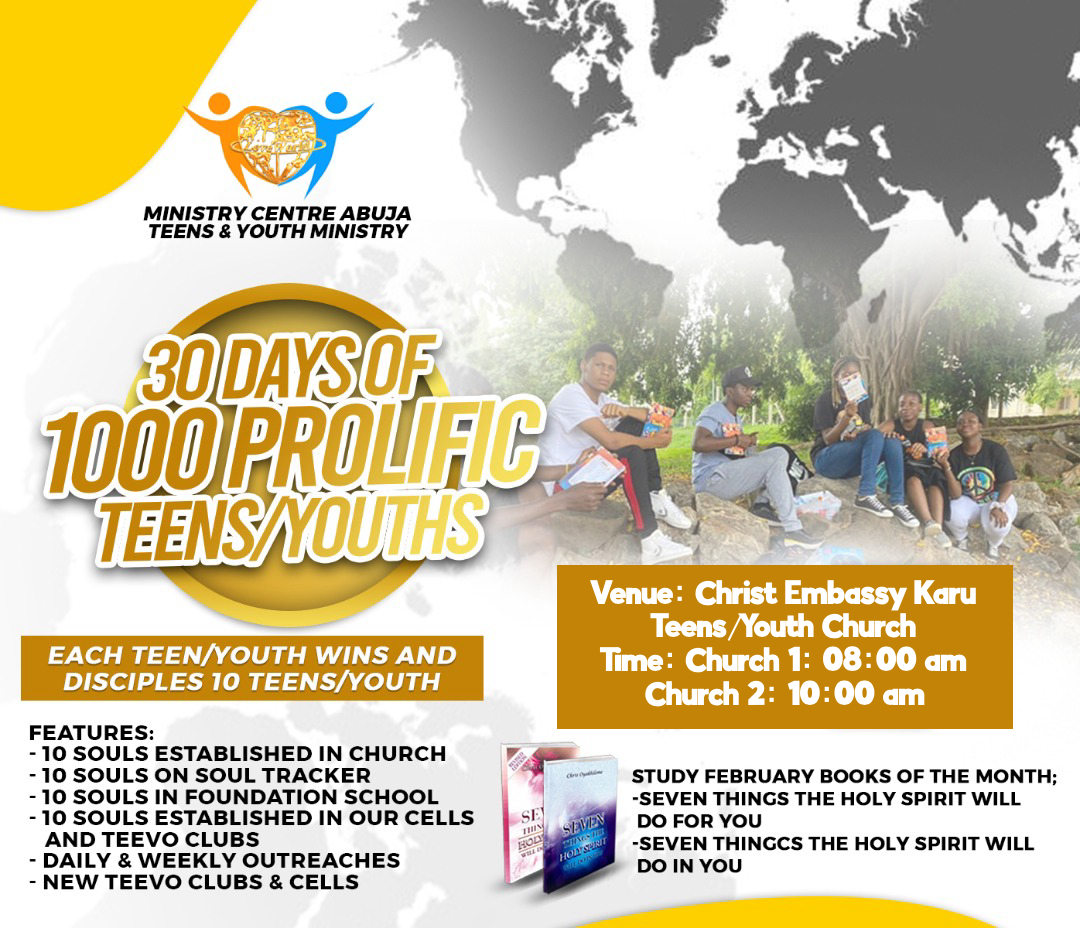 LoveWorld
MINISTRY CENTRE ABUJA
TEENS & YOUTH MINISTRY
30 DAYS OF
1000 PROLIFIC
TEENS/YOUTHS
EACH TEEN/YOUTH WINS AND
DISCIPLES 10 TEENS/YOUTH
Venue: Christ Embassy Karu
Teens/Youth Church
Time: Church 1: 08:00 am
Church 2: 10:00 am
FEATURES:
- 10 SOULS ESTABLISHED IN CHURCH
- 10 SOULS ON SOUL TRACKER
- 10 SOULS IN FOUNDATION SCHOOL
- 10 SOULS ESTABLISHED IN OUR CELLS
AND TEEVO CLUBS
- DAILY & WEEKLY OUTREACHES
- NEW TEEVO CLUBS & CELLS
Chris Oyakhilome
SEVEN
THINGS THE
HOLY SPIRIT
STUDY FEBRUARY BOOKS OF THE MONTH;
-SEVEN THINGS THE HOLY SPIRIT WILL
DO FOR YOU
-SEVEN THINGCS THE HOLY SPIRIT WILL
DO IN YOU